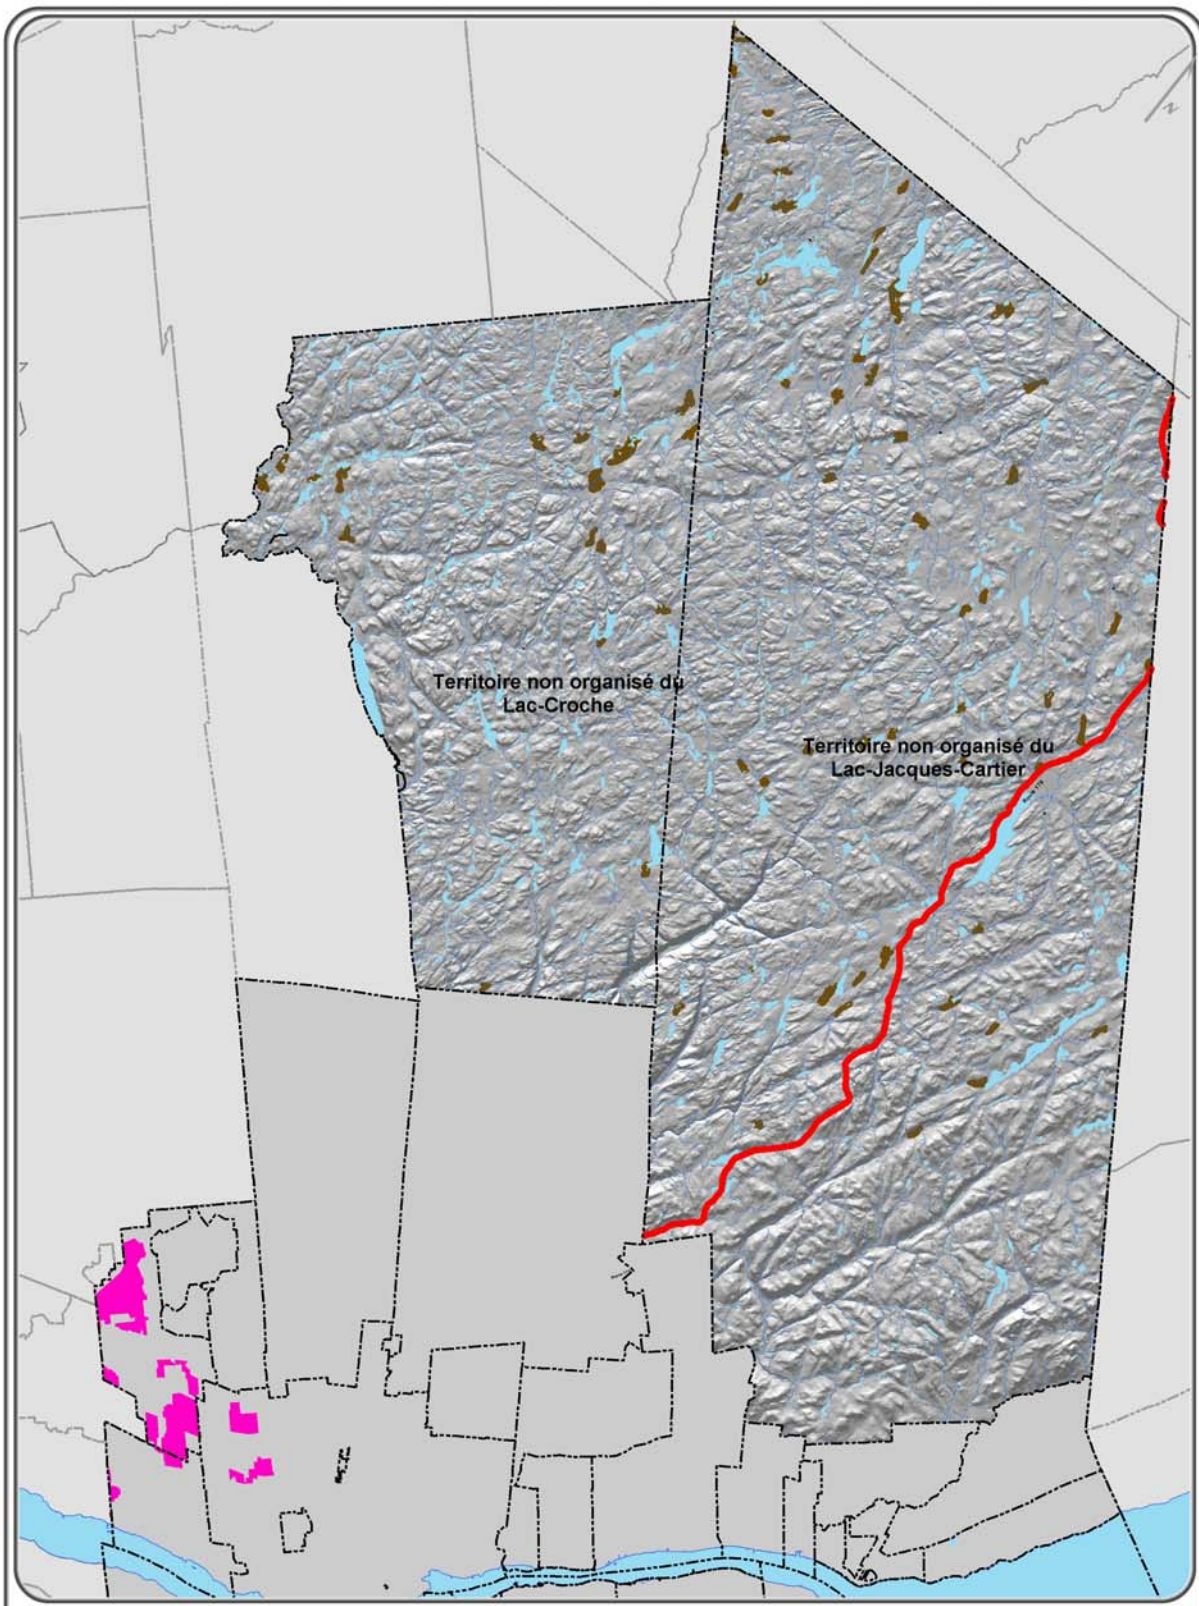 Territoire non organisé du
Lac-Croche
Territoire non organisé du
Lac-Jacques-Cartier